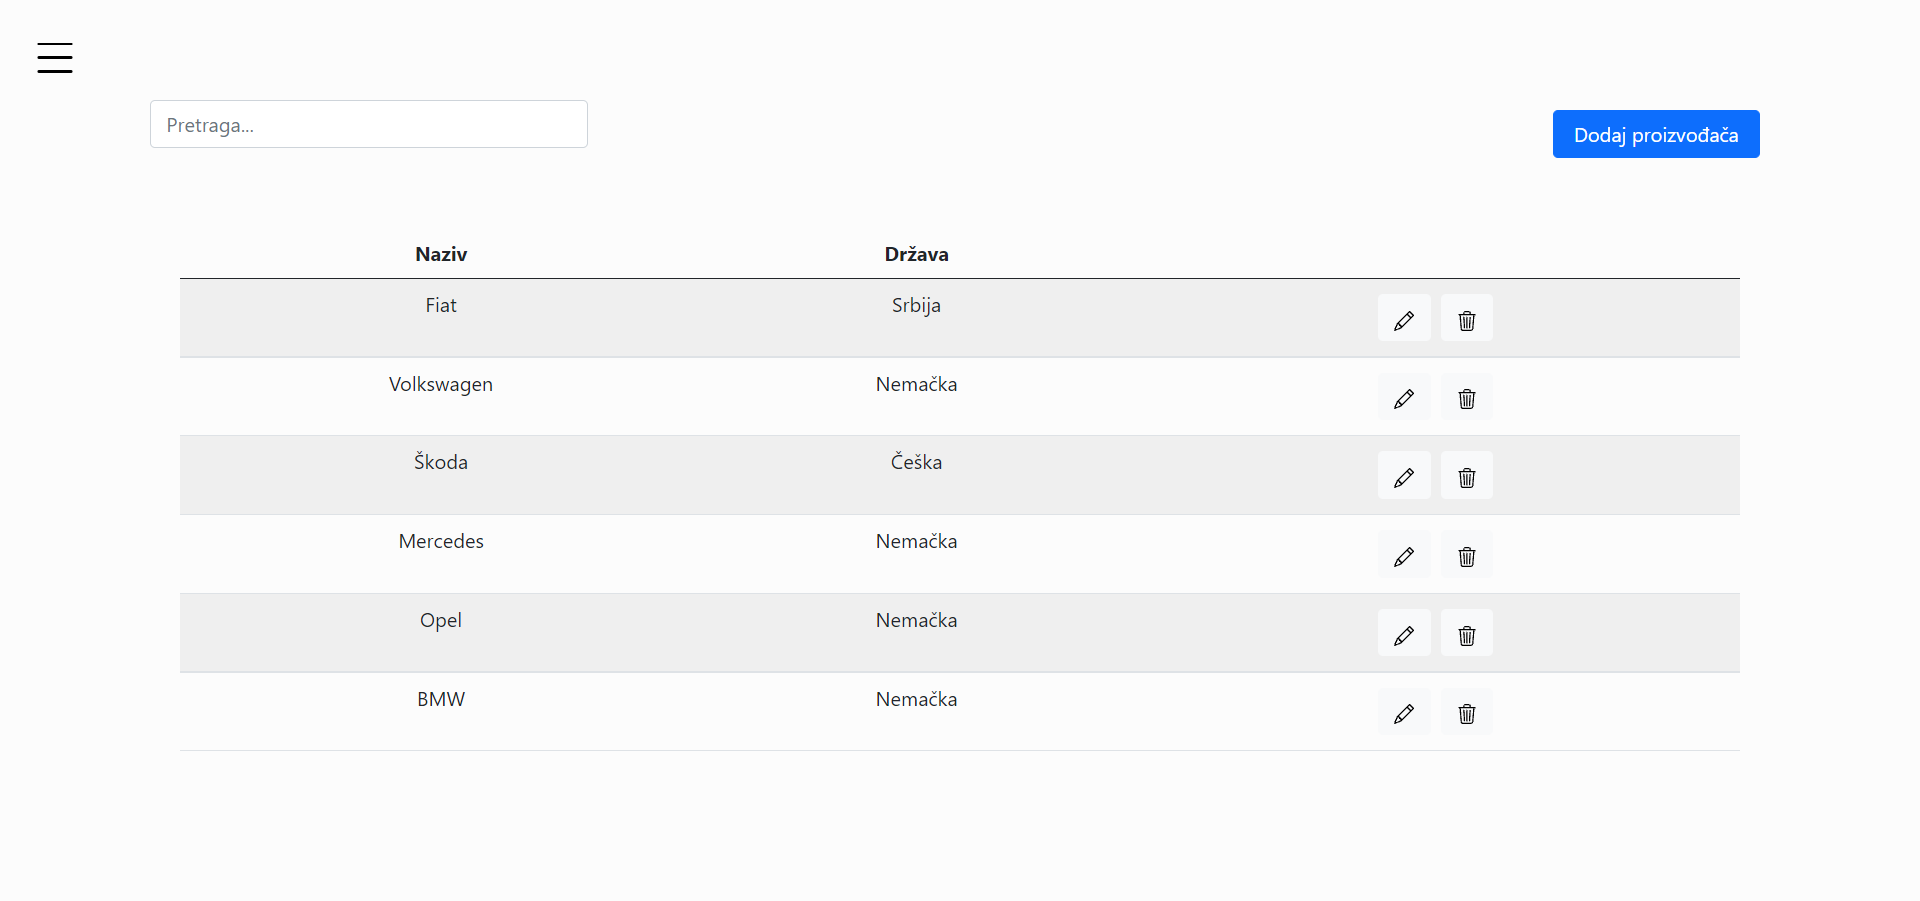 Pretraga...
Dodaj proizvođača
Naziv Država
Fiat Srbija
Volkswagen Nemačka
Škoda Češka
Mercedes Nemačka
Opel Nemačka
BMW Nemačka